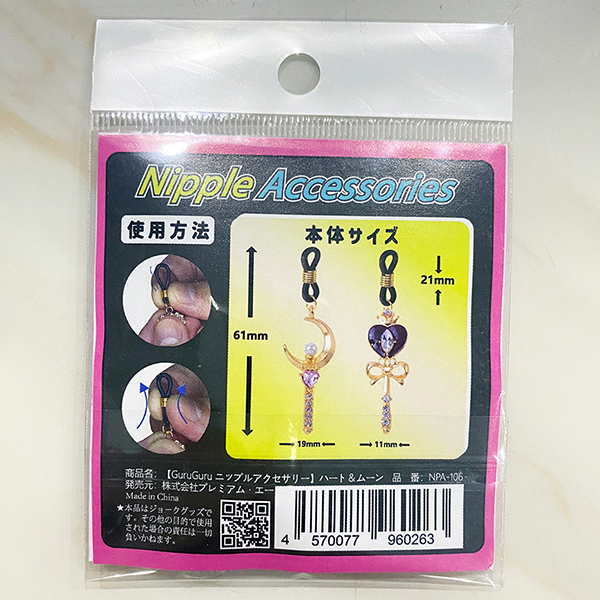 Nipple Accessories
使用方法
本体サイズ
61mm
21mm
19mm
11mm
商品名:【GuruGuru ニップルアクセサリー】ハート＆ムーン 品 番: NPA-106-
発売元: 株式会社プレミアム・エー
Made in China
★本品はジョークグッズで
す。その他の目的で使用
された場合の責任は一切
負いかねます。
4 570077 960263